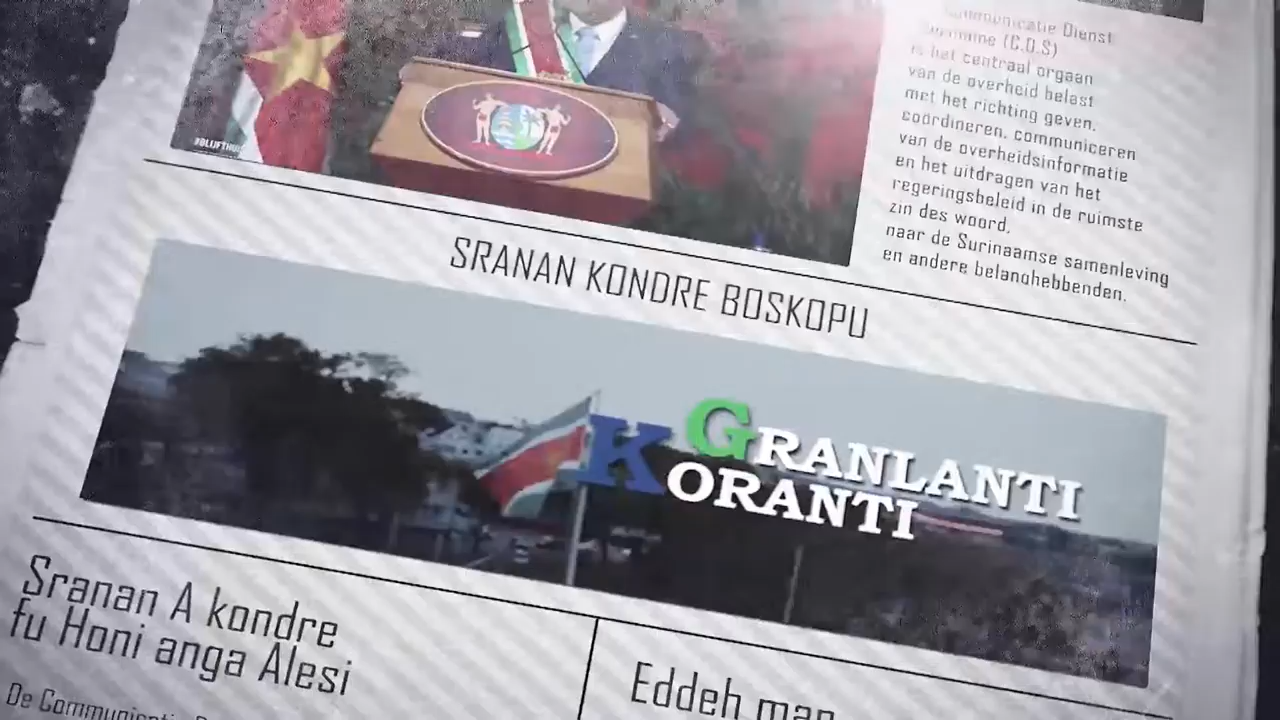 Communicatie Dienst
Suriname (C.D.S)
is het centraal orgaan
van de overheid belast
met het richting geven,
coördineren, communiceren
van de overheidsinformatie
en het uitdragen van het
regeringsbeleid in de ruimste
zin des woord,
naar de Surinaamse samenleving
en andere belanghebbenden.
SRANAN KONDRE BOSKOPU
GRANLANTI
KORANTI
Sranan A kondre
fu Honi anga Alesi
Eddeh man
De